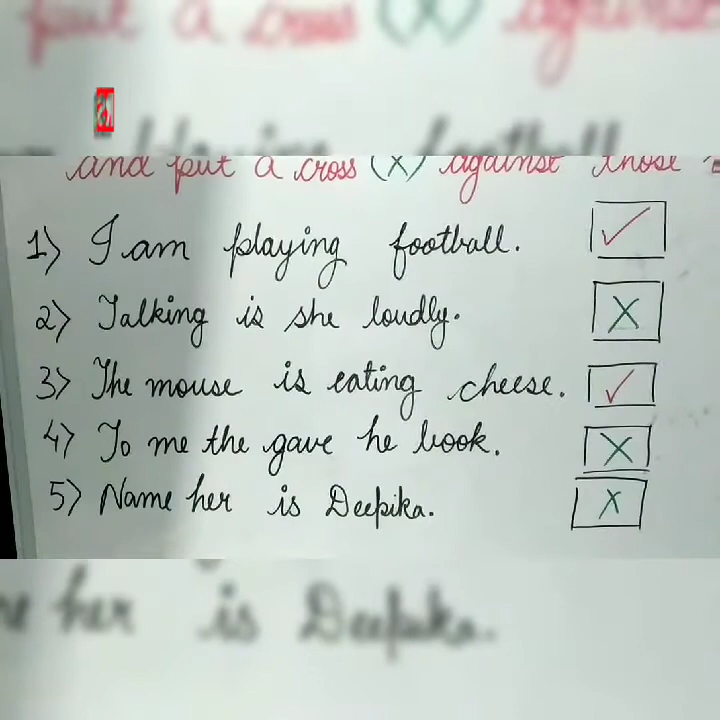 and put a cross (X) against those
1) I am playing football. ✓
2) Talking is she loudly. X
3) The mouse is eating cheese. ✓
4) To me the gave he book. X
5) Name her is Deepika. X